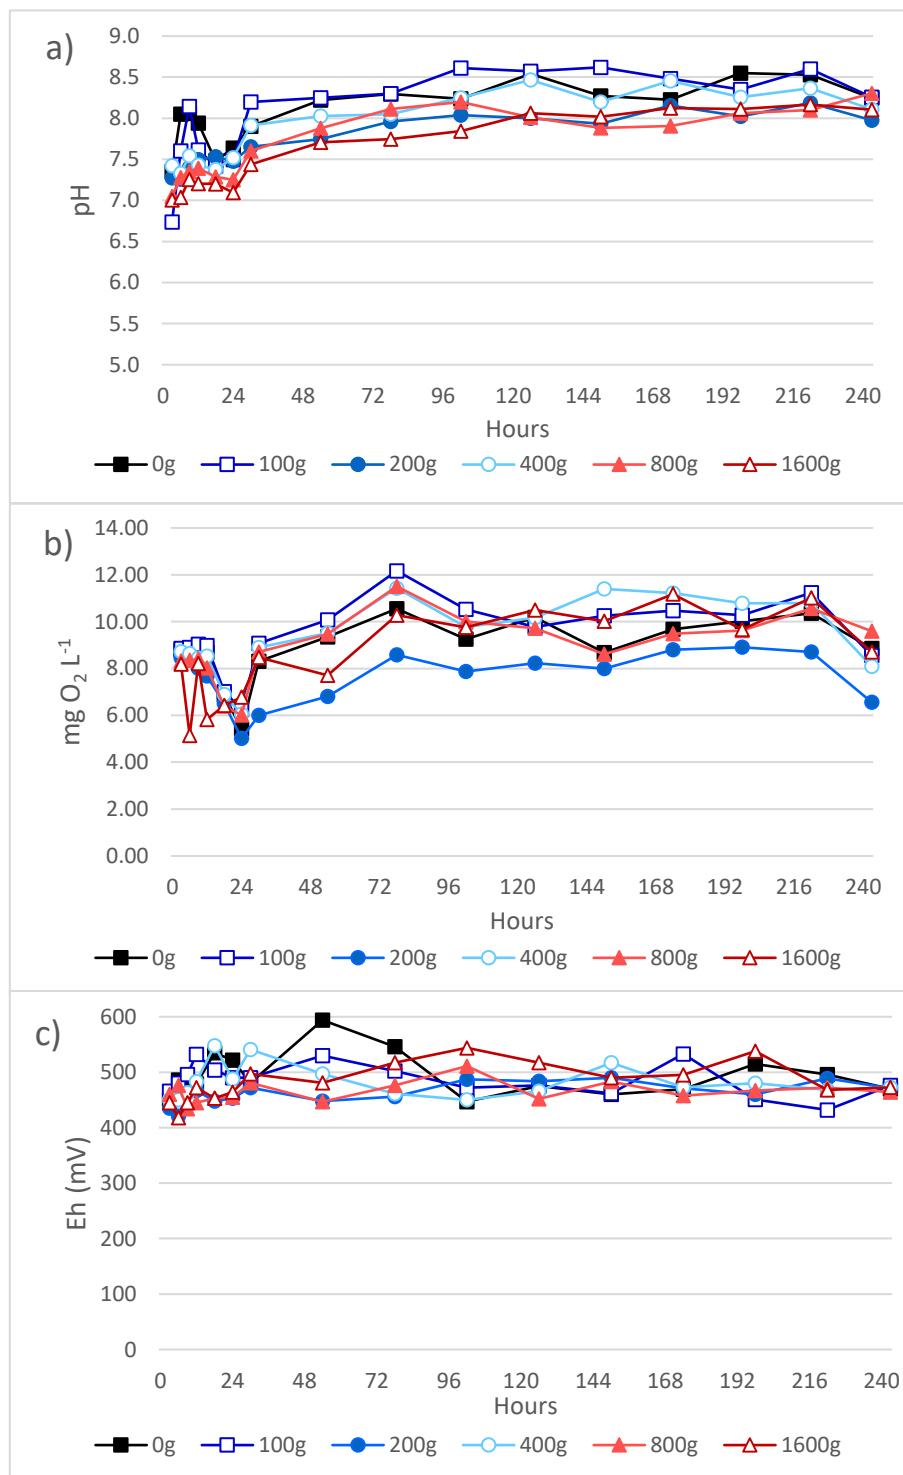 a)
9.0
8.5
8.0
7.5
7.0
6.5
6.0
5.5
5.0
pH
0 24 48 72 96 120 144 168 192 216 240
Hours
0g 100g 200g 400g 800g 1600g
b)
14.00
12.00
10.00
8.00
6.00
4.00
2.00
0.00
mg O₂ L⁻¹
0 24 48 72 96 120 144 168 192 216 240
Hours
0g 100g 200g 400g 800g 1600g
c)
600
500
400
300
200
100
0
Eh (mV)
0 24 48 72 96 120 144 168 192 216 240
Hours
0g 100g 200g 400g 800g 1600g